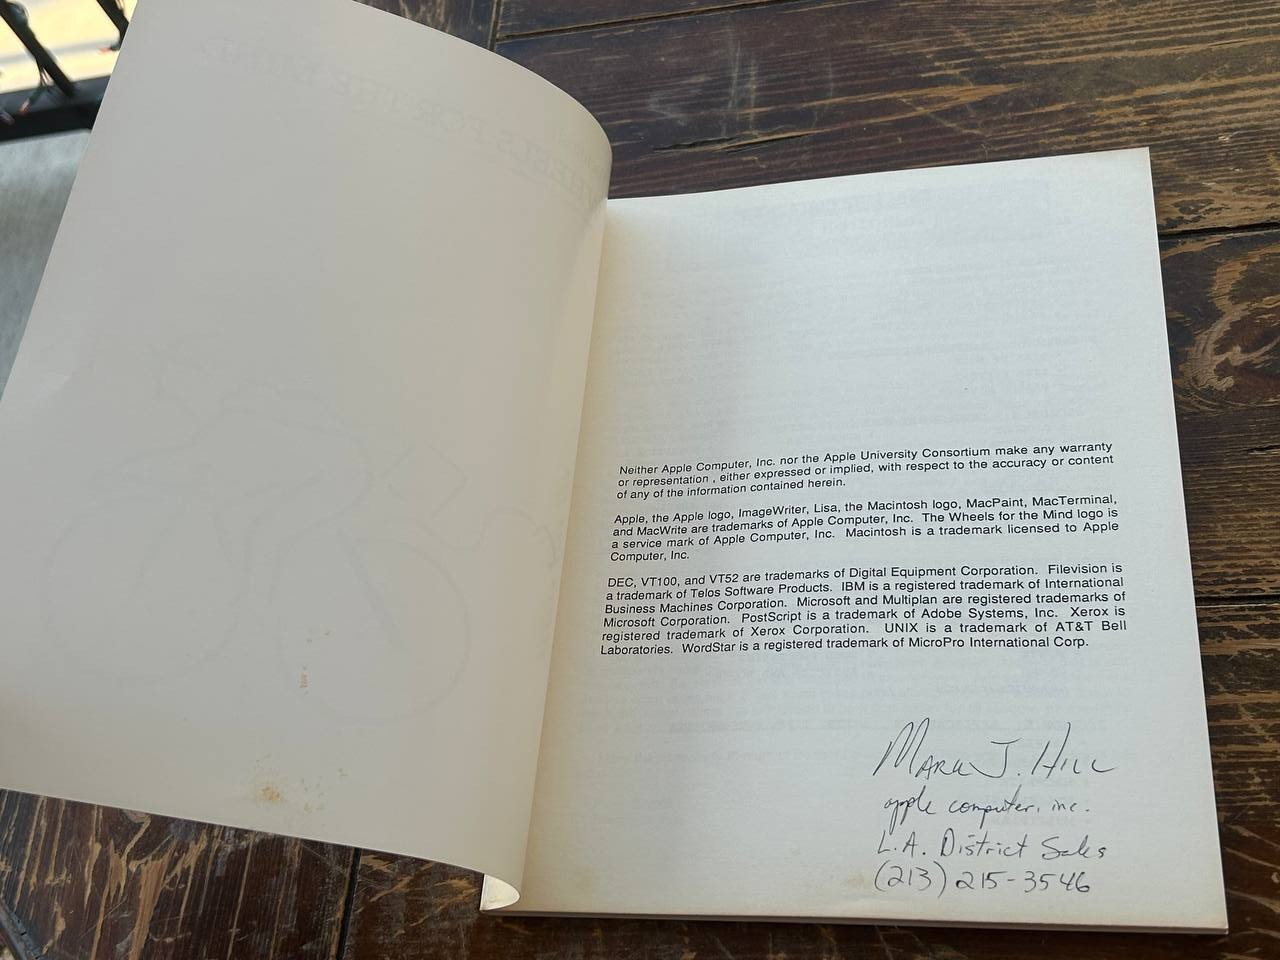 WHEELS FOR THE MIND
Neither Apple Computer, Inc. nor the Apple University Consortium make any warranty
or representation , either expressed or implied, with respect to the accuracy or content
of any of the information contained herein.
Apple, the Apple logo, ImageWriter, Lisa, the Macintosh logo, MacPaint, MacTerminal,
and MacWrite are trademarks of Apple Computer, Inc. The Wheels for the Mind logo is
a service mark of Apple Computer, Inc. Macintosh is a trademark licensed to Apple
Computer, Inc.
DEC, VT100, and VT52 are trademarks of Digital Equipment Corporation. Filevision is
a trademark of Telos Software Products. IBM is a registered trademark of International
Business Machines Corporation. Microsoft and Multiplan are registered trademarks of
Microsoft Corporation. PostScript is a trademark of Adobe Systems, Inc. Xerox is
registered trademark of Xerox Corporation. UNIX is a trademark of AT&T Bell
Laboratories. WordStar is a registered trademark of MicroPro International Corp.
Mark J. Hill
apple computer, inc.
L.A. District Sales
(213) 215-3546